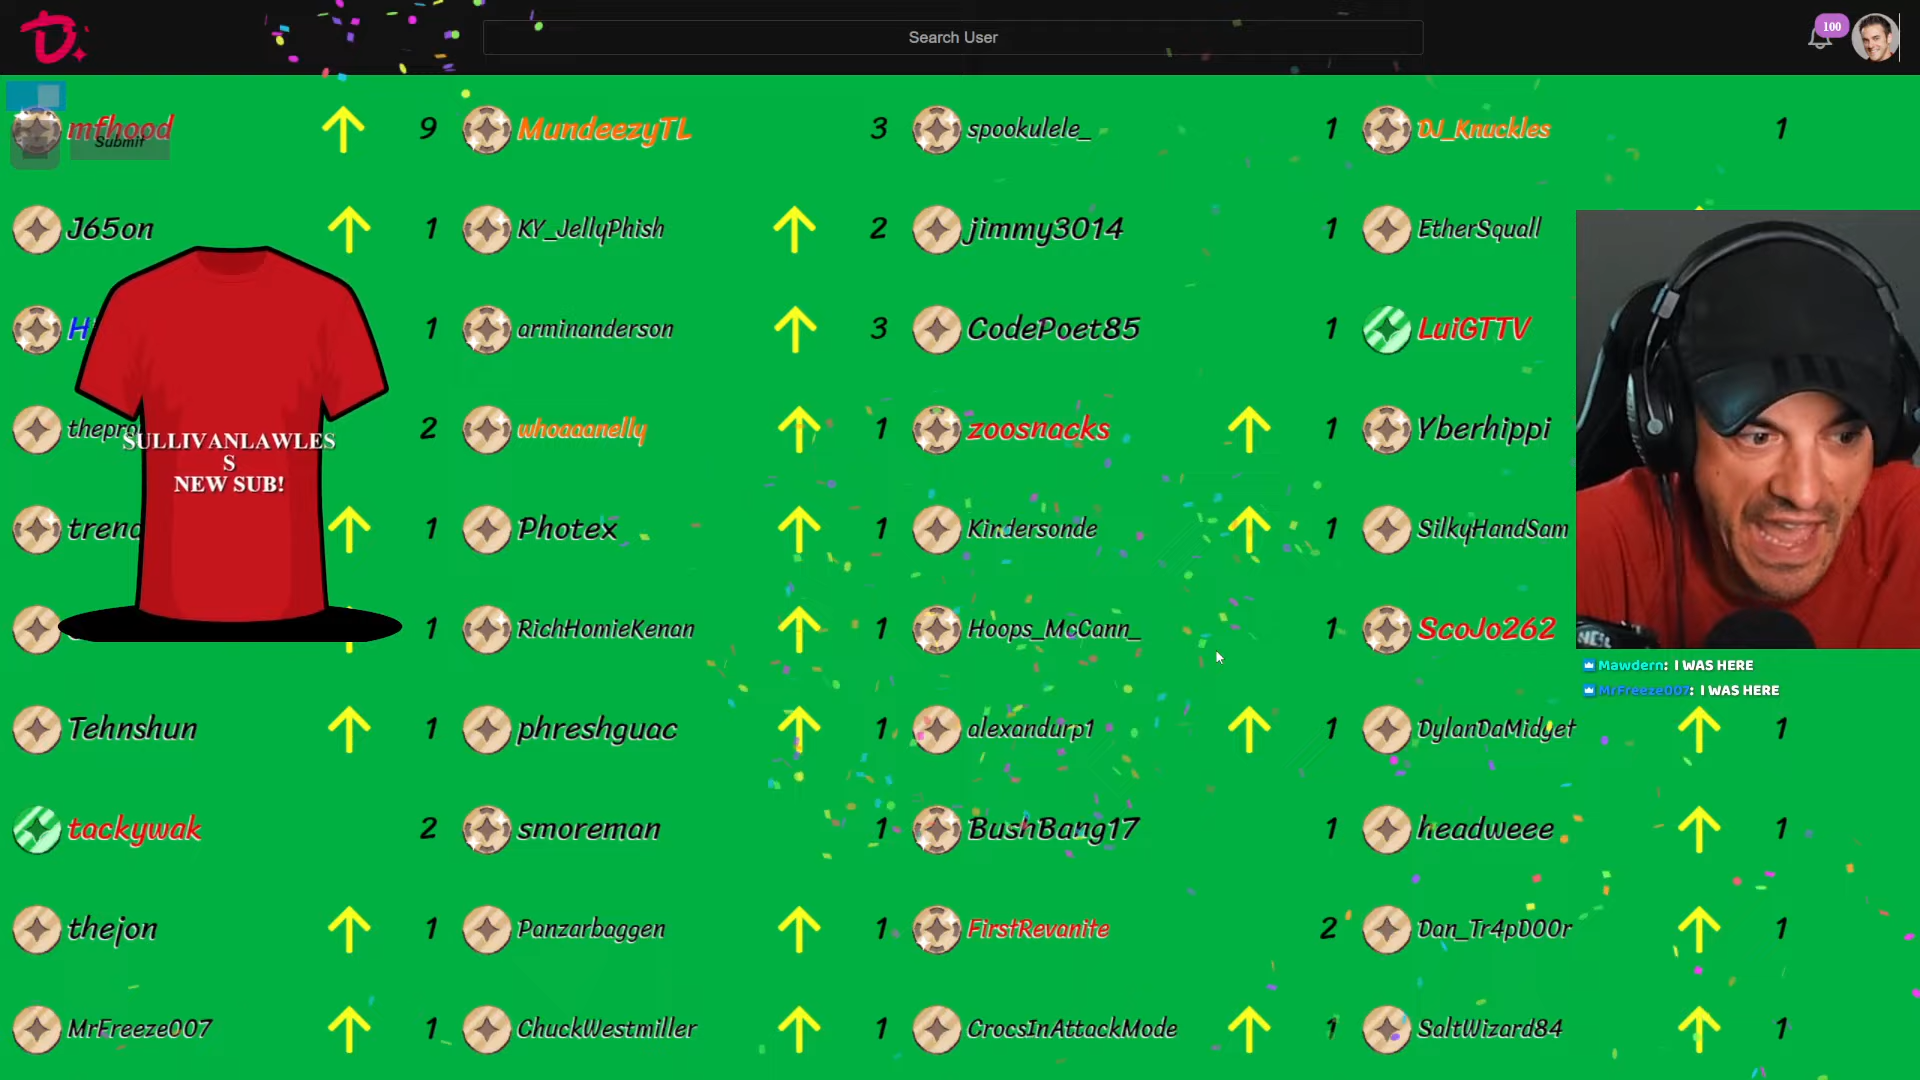 Search User
100
mfhood 9 MundeezyTL 3 spookulele_ 1 DJ_Knuckles 1
Submit
J65on 1 KY_JellyPhish 2 jimmy3014 1 EtherSquall
1 arminanderson 3 CodePoet85 1 LuiGTTV
2 whoaaanelly 1 zoosnacks 1 Yberhippi
SULLIVANLAWLES
S
NEW SUB!
1 Photex 1 Kindersonde 1 SilkyHandSam
1 RichHomieKenan 1 Hoops_McCann_ 1 ScoJo262
Mawdern: I WAS HERE
MrFreeze007: I WAS HERE
Tehnshun 1 phreshguac 1 alexandurp1 1 DylanDaMidget 1
tackywak 2 smoreman 1 BushBang17 1 headweee 1
thejon 1 Panzarbaggen 1 FirstRevanite 2 Dan_Tr4pD00r 1
MrFreeze007 1 ChuckWestmiller 1 CrocsInAttackMode 1 SaltWizard84 1